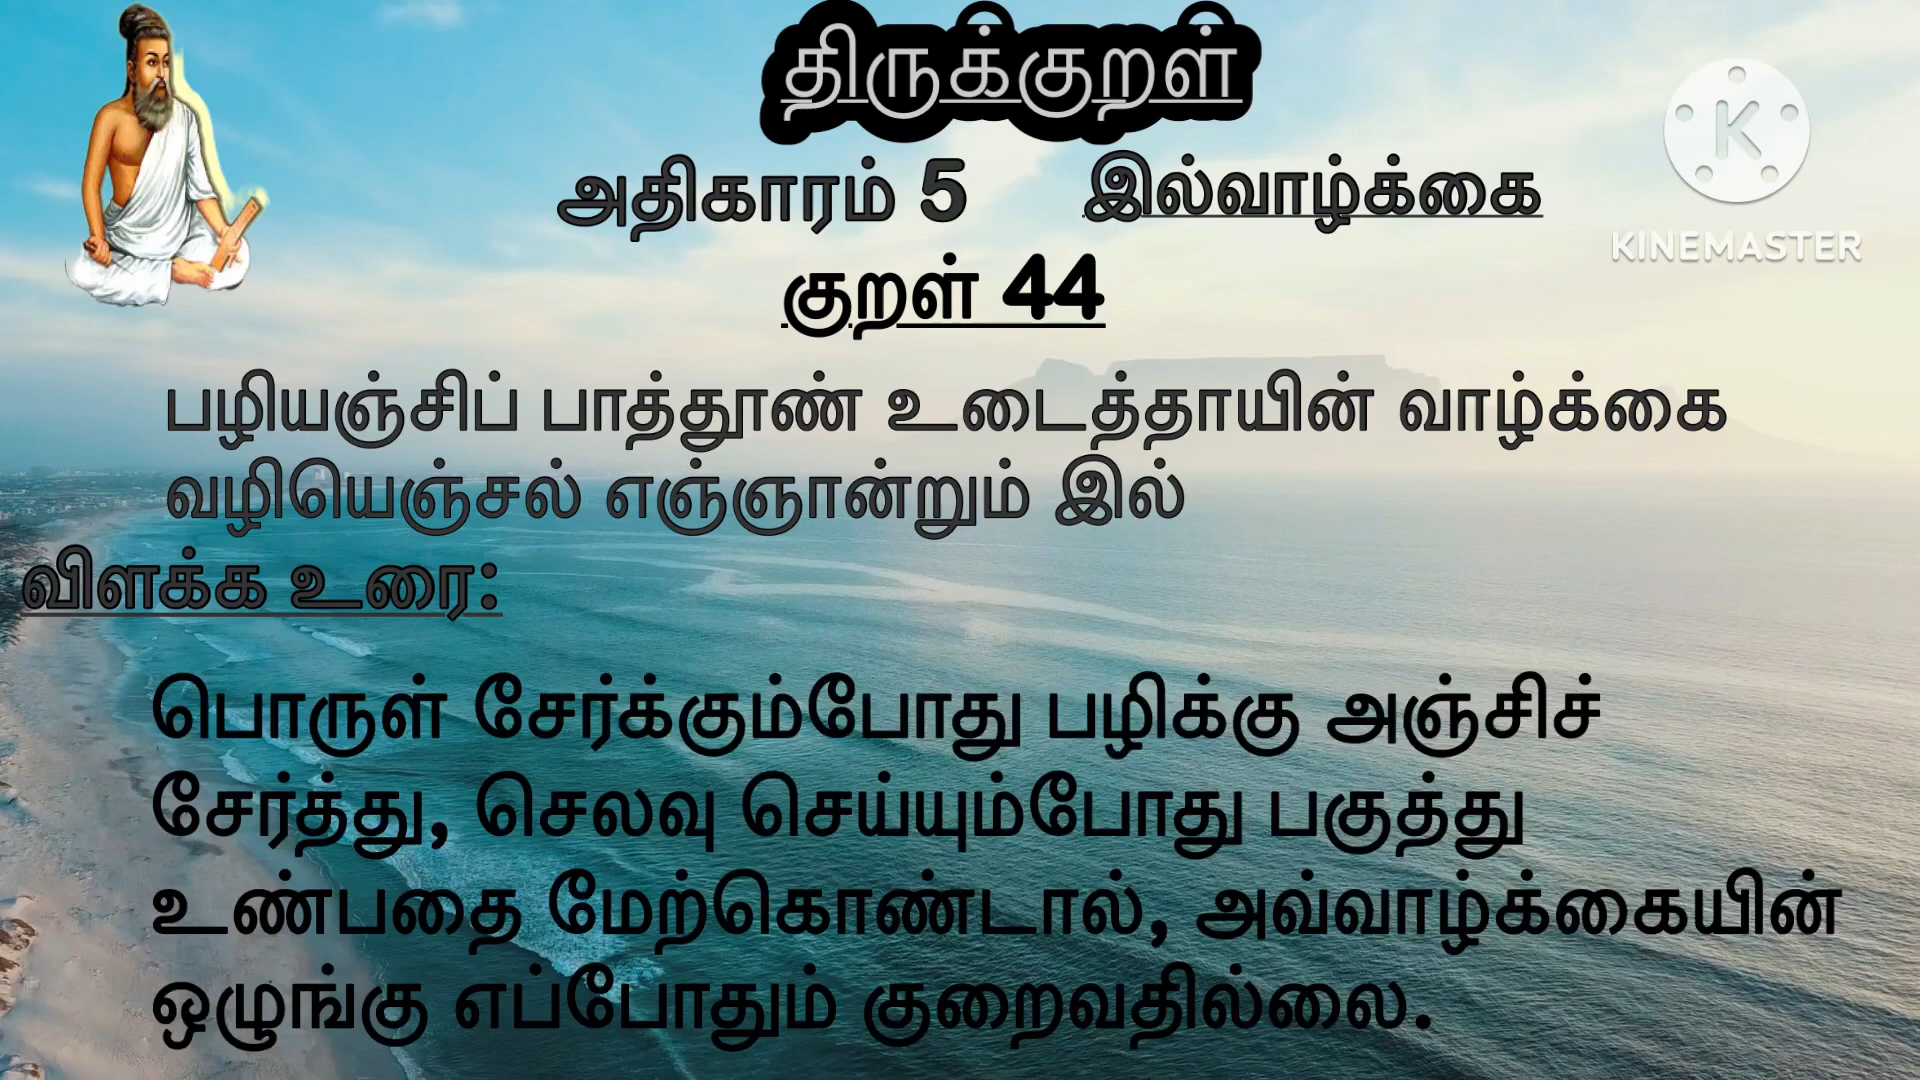 திருக்குறள்
அதிகாரம் 5 இல்வாழ்க்கை
KINEMASTER
குறள் 44
பழியஞ்சிப் பாத்தூண் உடைத்தாயின் வாழ்க்கை
வழியெஞ்சல் எஞ்ஞான்றும் இல்
விளக்க உரை:
பொருள் சேர்க்கும்போது பழிக்கு அஞ்சிச்
சேர்த்து, செலவு செய்யும்போது பகுத்து
உண்பதை மேற்கொண்டால், அவ்வாழ்க்கையின்
ஒழுங்கு எப்போதும் குறைவதில்லை.